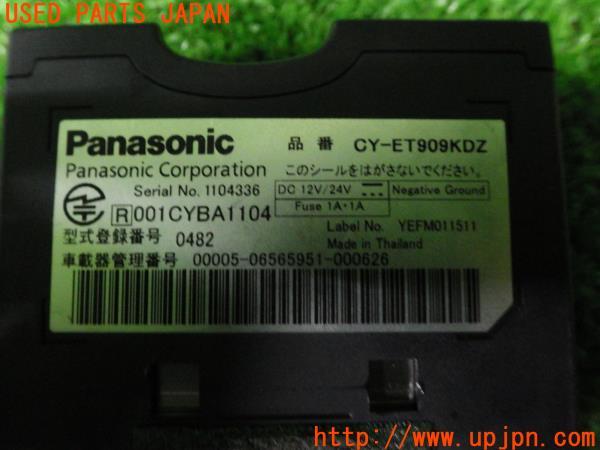 USED PARTS JAPAN
Panasonic 品番 CY-ET909KDZ
Panasonic Corporation このシールをはがさないでください。
Serial No. 1104336 DC 12V/24V Negative Ground
R 001CYBA1104 Fuse 1A・1A
Label No. YEFM011511
型式登録番号 0482 Made in Thailand
車載器管理番号 00005-06565951-000626
http://www.upjpn.com/